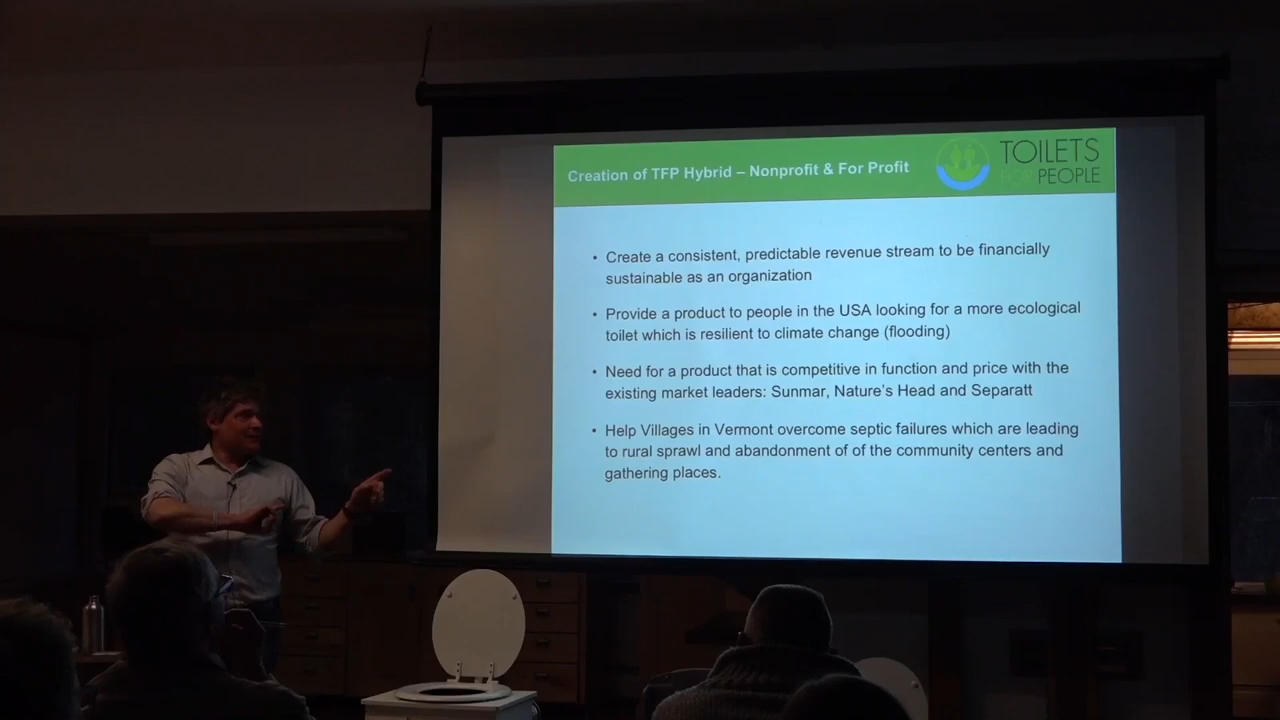 Creation of TFP Hybrid – Nonprofit & For Profit
TOILETS
FOR PEOPLE
• Create a consistent, predictable revenue stream to be financially
sustainable as an organization
• Provide a product to people in the USA looking for a more ecological
toilet which is resilient to climate change (flooding)
• Need for a product that is competitive in function and price with the
existing market leaders: Sunmar, Nature's Head and Separatt
• Help Villages in Vermont overcome septic failures which are leading
to rural sprawl and abandonment of of the community centers and
gathering places.